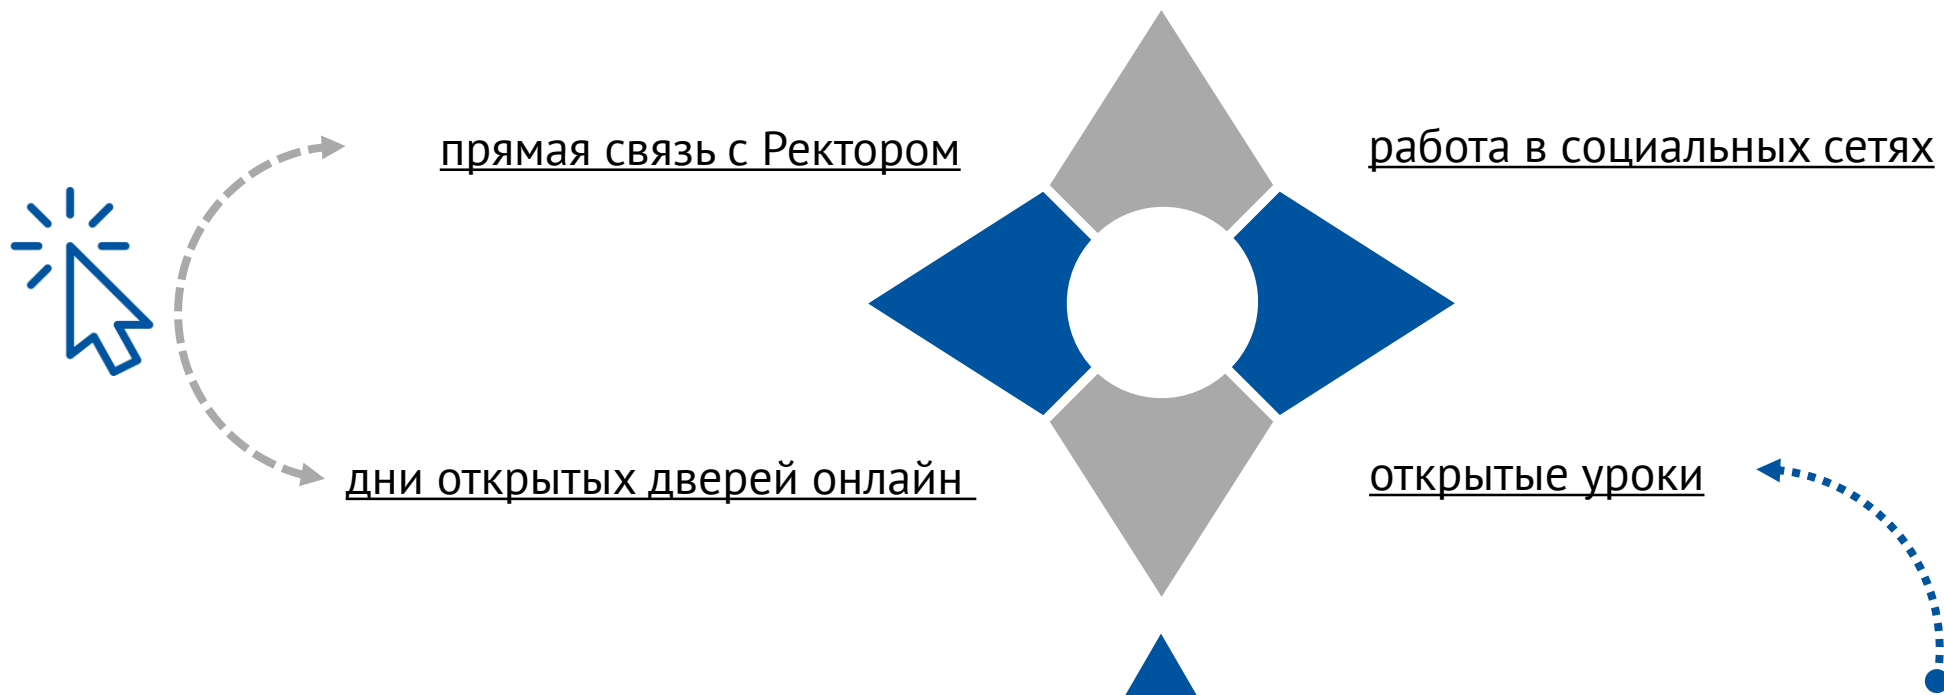 прямая связь с Ректором
работа в социальных сетях
дни открытых дверей онлайн
открытые уроки